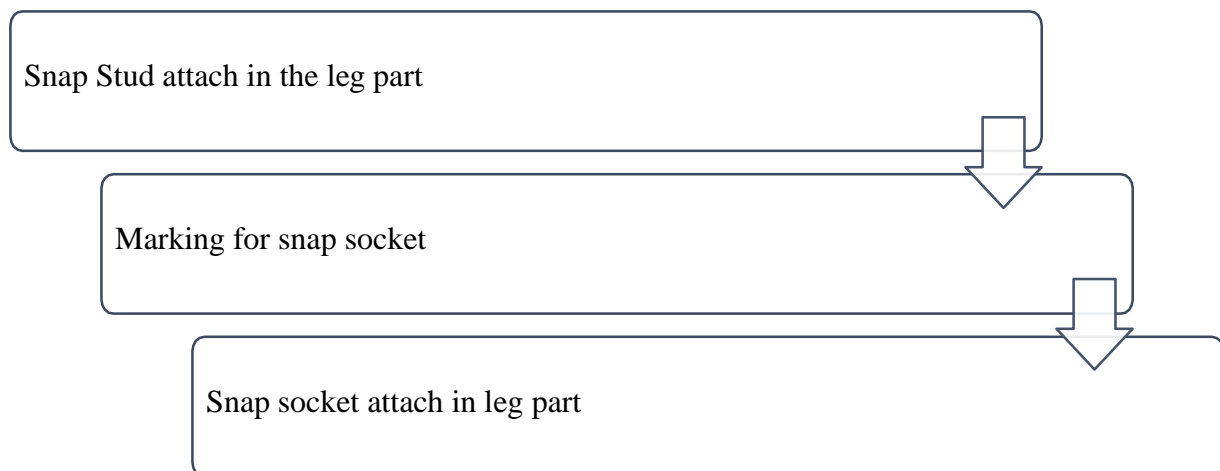 Snap Stud attach in the leg part
Marking for snap socket
Snap socket attach in leg part